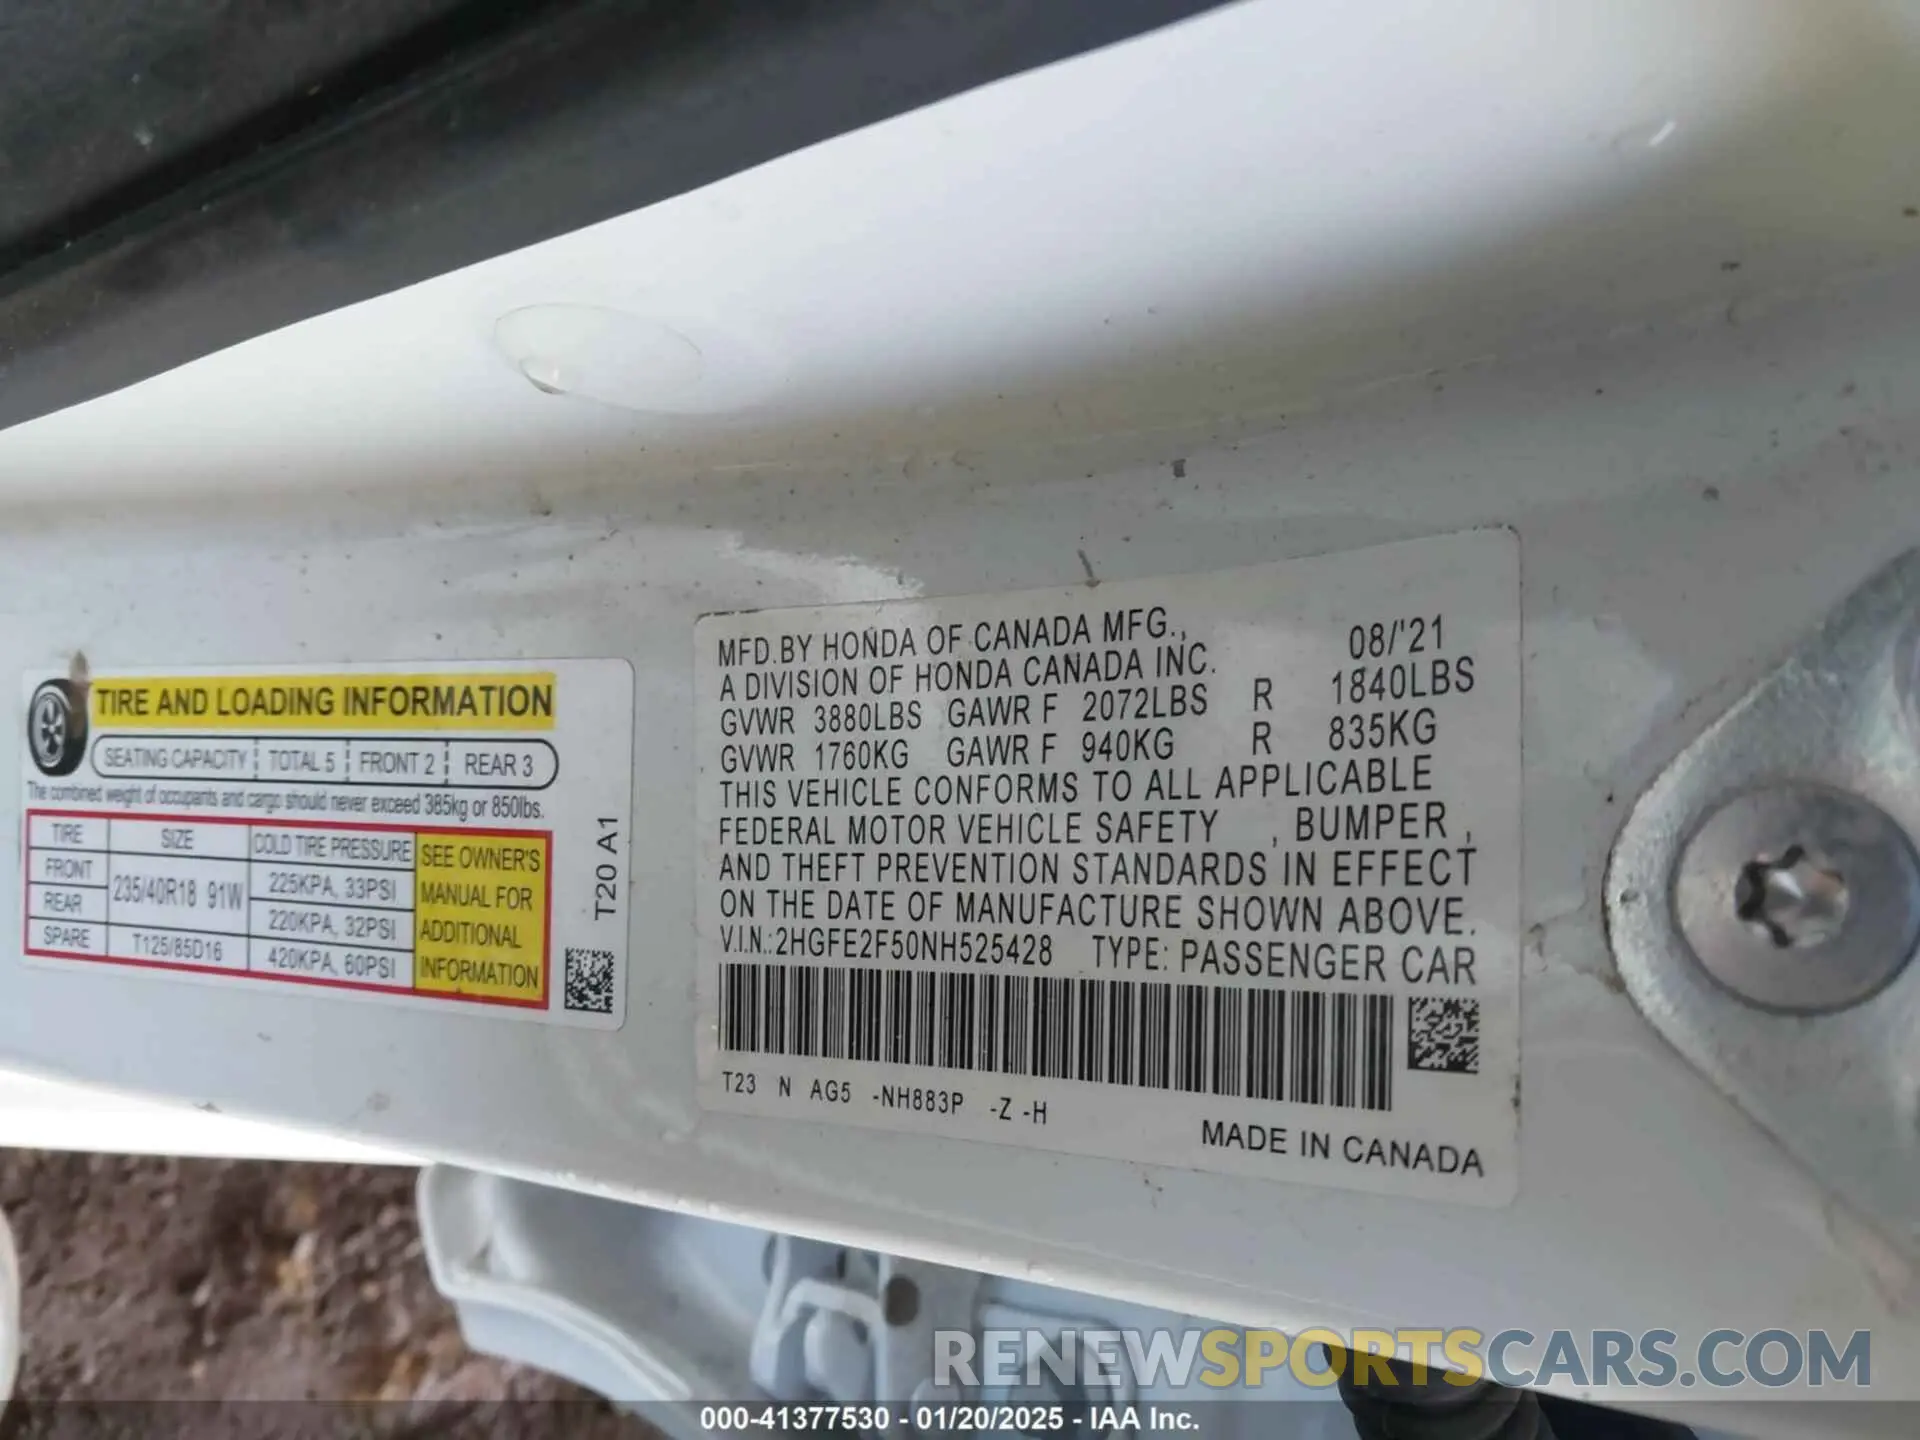 TIRE AND LOADING INFORMATION
SEATING CAPACITY TOTAL 5 FRONT 2 REAR 3
The combined weight of occupants and cargo should never exceed 385kg or 850lbs.
TIRE SIZE COLD TIRE PRESSURE
FRONT 235/40R18 91W 225KPA, 33PSI
REAR 220KPA, 32PSI
SPARE T125/85D16 420KPA, 60PSI
SEE OWNER'S
MANUAL FOR
ADDITIONAL
INFORMATION
T20 A1
MFD.BY HONDA OF CANADA MFG., 08/'21
A DIVISION OF HONDA CANADA INC.
GVWR 3880LBS GAWR F 2072LBS R 1840LBS
GVWR 1760KG GAWR F 940KG R 835KG
THIS VEHICLE CONFORMS TO ALL APPLICABLE
FEDERAL MOTOR VEHICLE SAFETY , BUMPER ,
AND THEFT PREVENTION STANDARDS IN EFFECT
ON THE DATE OF MANUFACTURE SHOWN ABOVE.
V.I.N.:2HGFE2F50NH525428 TYPE: PASSENGER CAR
T23 N AG5 -NH883P -Z -H
MADE IN CANADA
RENEWSPORTSCARS.COM
000-41377530 - 01/20/2025 - IAA Inc.